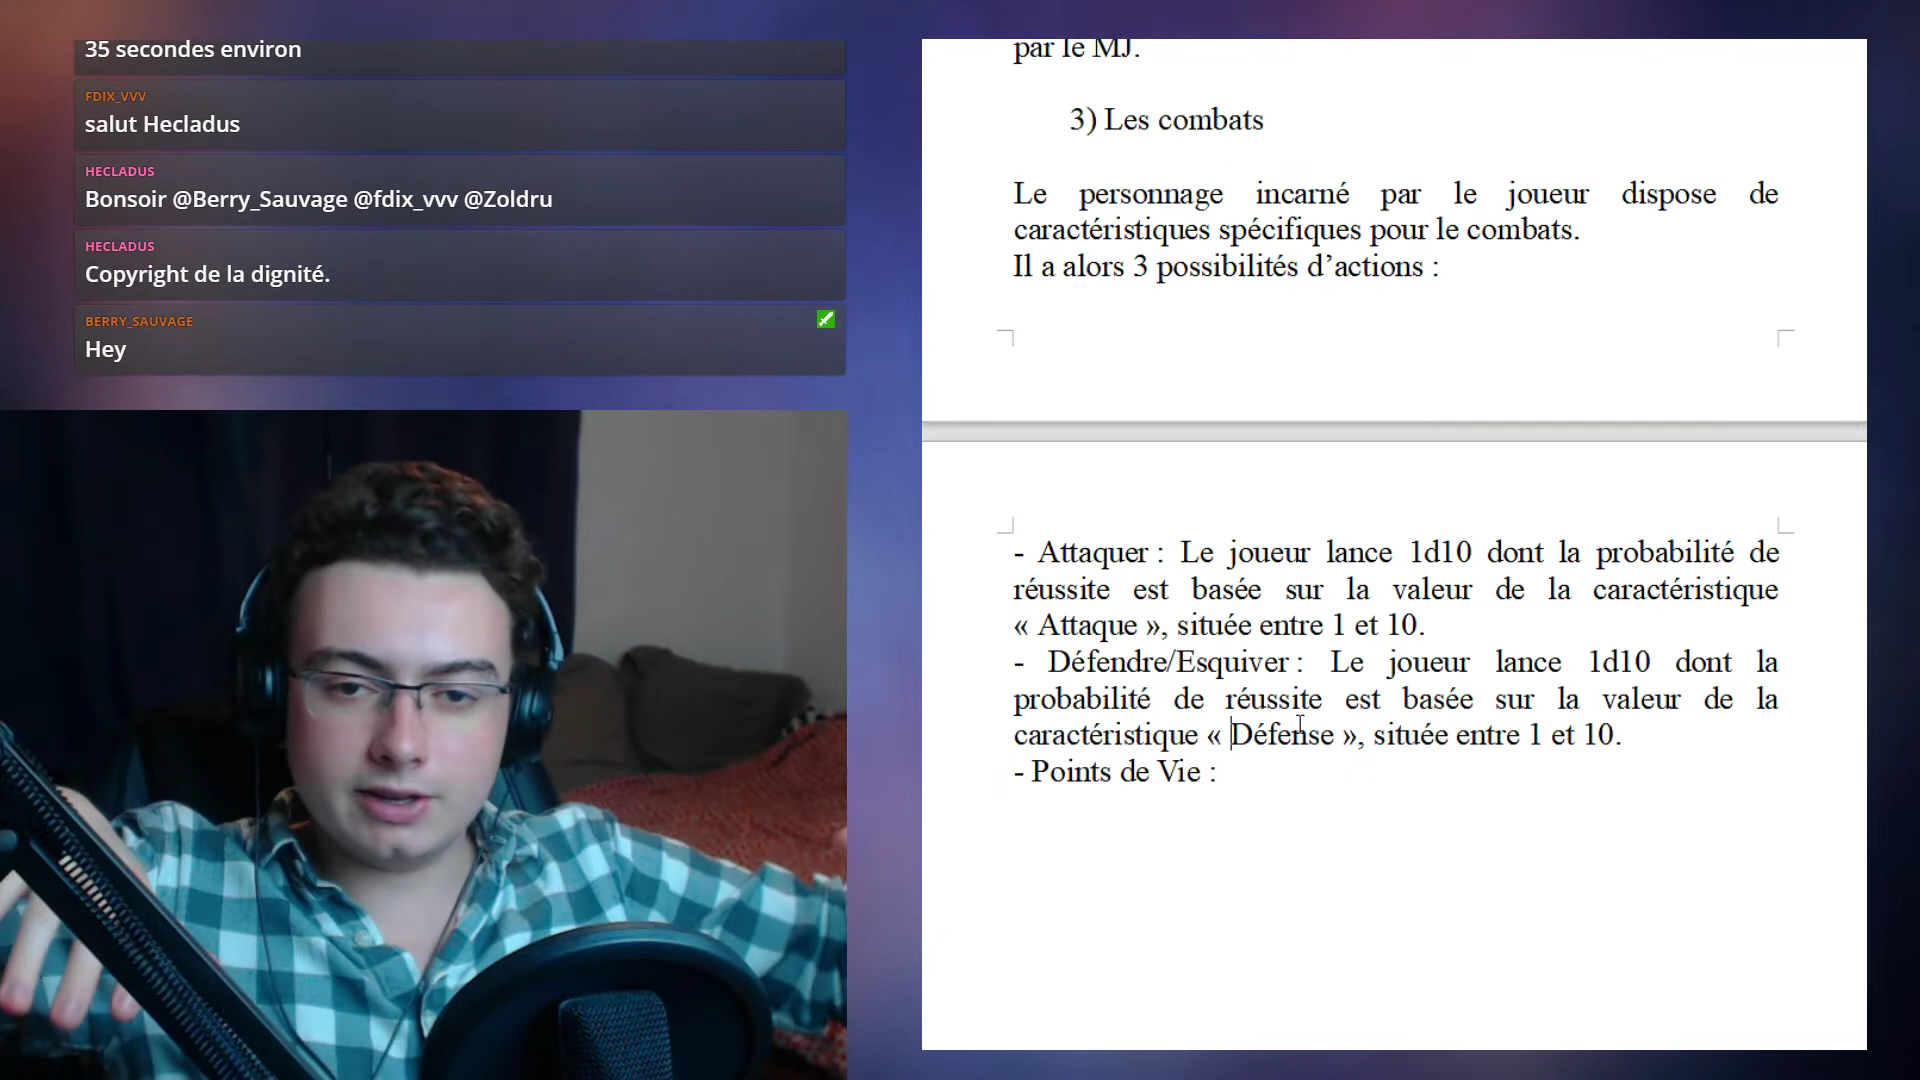 35 secondes environ
FDIX_VVV
salut Hecladus
HECLADUS
Bonsoir @Berry_Sauvage @fdix_vvv @Zoldru
HECLADUS
Copyright de la dignité.
BERRY_SAUVAGE
Hey
par le MJ.
3) Les combats
Le personnage incarné par le joueur dispose de
caractéristiques spécifiques pour le combats.
Il a alors 3 possibilités d’actions :
- Attaquer : Le joueur lance 1d10 dont la probabilité de
réussite est basée sur la valeur de la caractéristique
« Attaque », située entre 1 et 10.
- Défendre/Esquiver : Le joueur lance 1d10 dont la
probabilité de réussite est basée sur la valeur de la
caractéristique « Défense », située entre 1 et 10.
- Points de Vie :